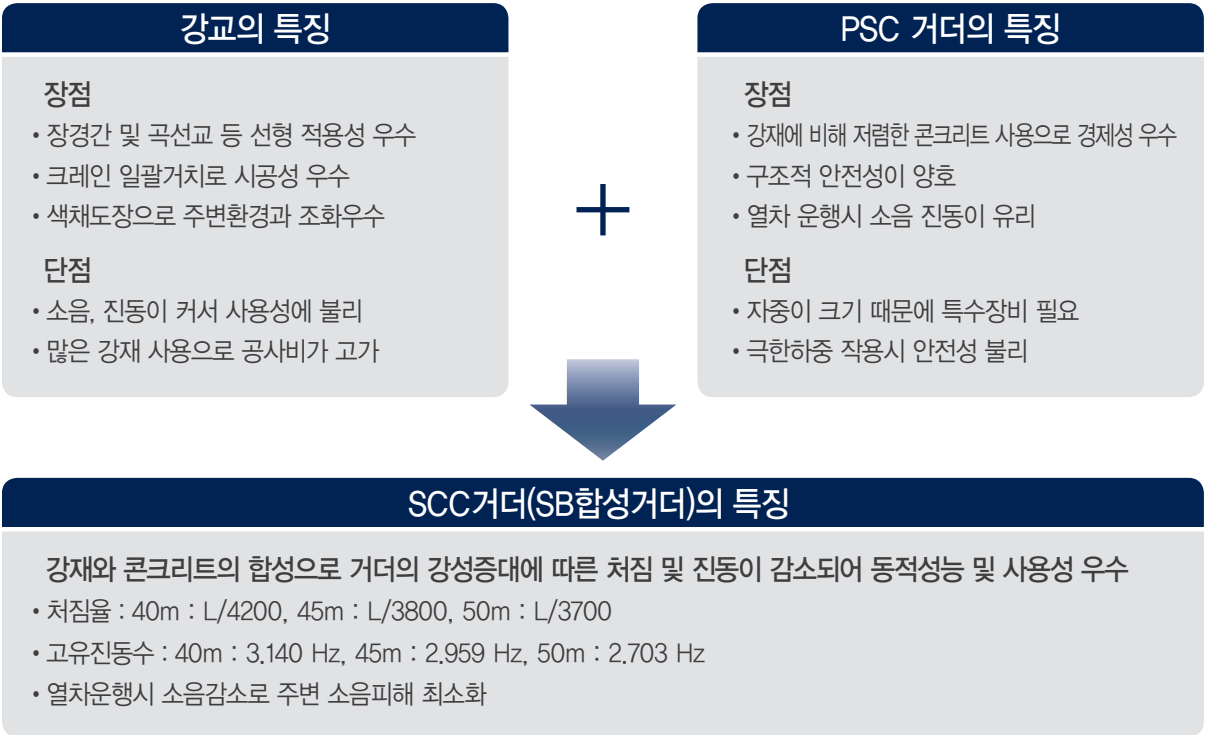 강교의 특징
장점
• 장경간 및 곡선교 등 선형 적용성 우수
• 크레인 일괄거치로 시공성 우수
• 색채도장으로 주변환경과 조화우수
단점
• 소음, 진동이 커서 사용성에 불리
• 많은 강재 사용으로 공사비가 고가
+
PSC 거더의 특징
장점
• 강재에 비해 저렴한 콘크리트 사용으로 경제성 우수
• 구조적 안전성이 양호
• 열차 운행시 소음 진동이 유리
단점
• 자중이 크기 때문에 특수장비 필요
• 극한하중 작용시 안전성 불리
SCC거더(SB합성거더)의 특징
강재와 콘크리트의 합성으로 거더의 강성증대에 따른 처짐 및 진동이 감소되어 동적성능 및 사용성 우수
• 처짐율 : 40m : L/4200, 45m : L/3800, 50m : L/3700
• 고유진동수 : 40m : 3.140 Hz, 45m : 2.959 Hz, 50m : 2.703 Hz
• 열차운행시 소음감소로 주변 소음피해 최소화